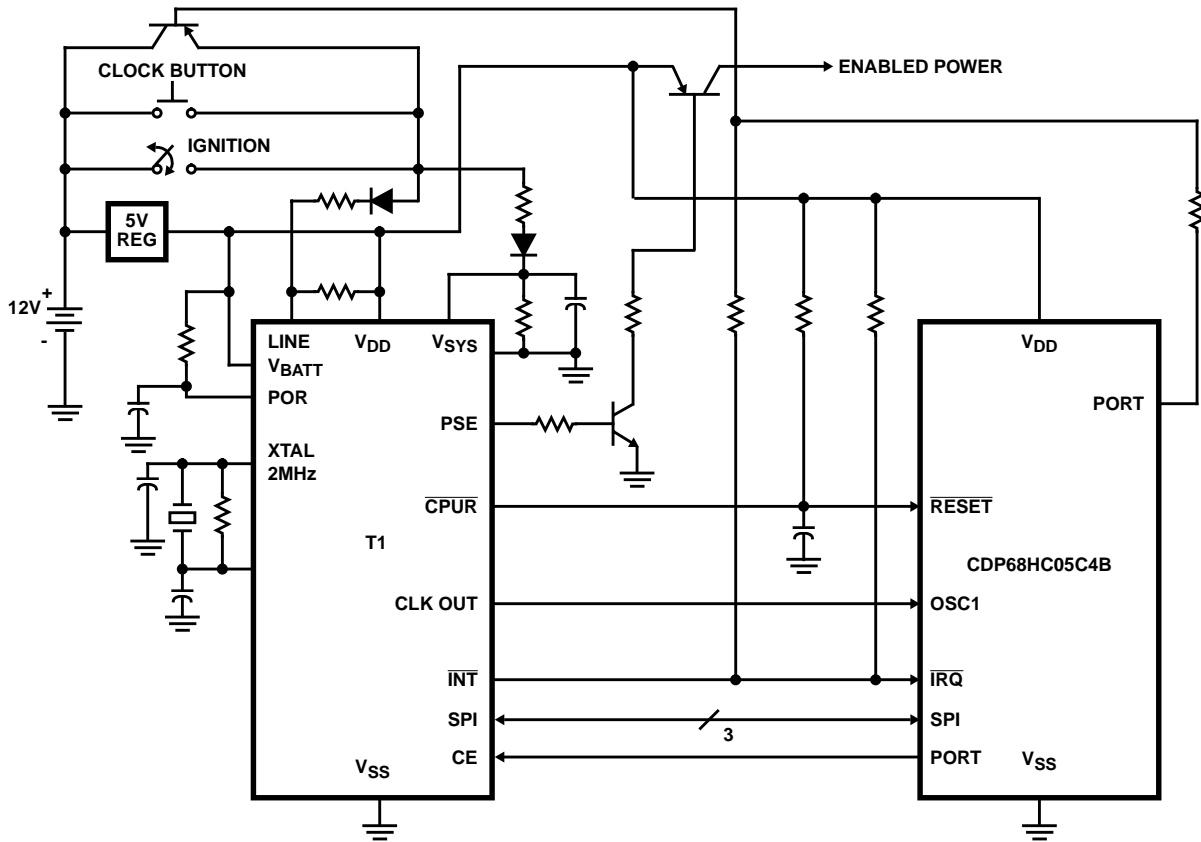 CLOCK BUTTON
ENABLED POWER
IGNITION
5V
REG
12V
+
-
LINE
VDD
VSYS
VBATT
POR
XTAL
2MHz
PSE
CPUR
T1
CLK OUT
INT
SPI
CE
VSS
3
VDD
PORT
RESET
CDP68HC05C4B
OSC1
IRQ
SPI
PORT
VSS